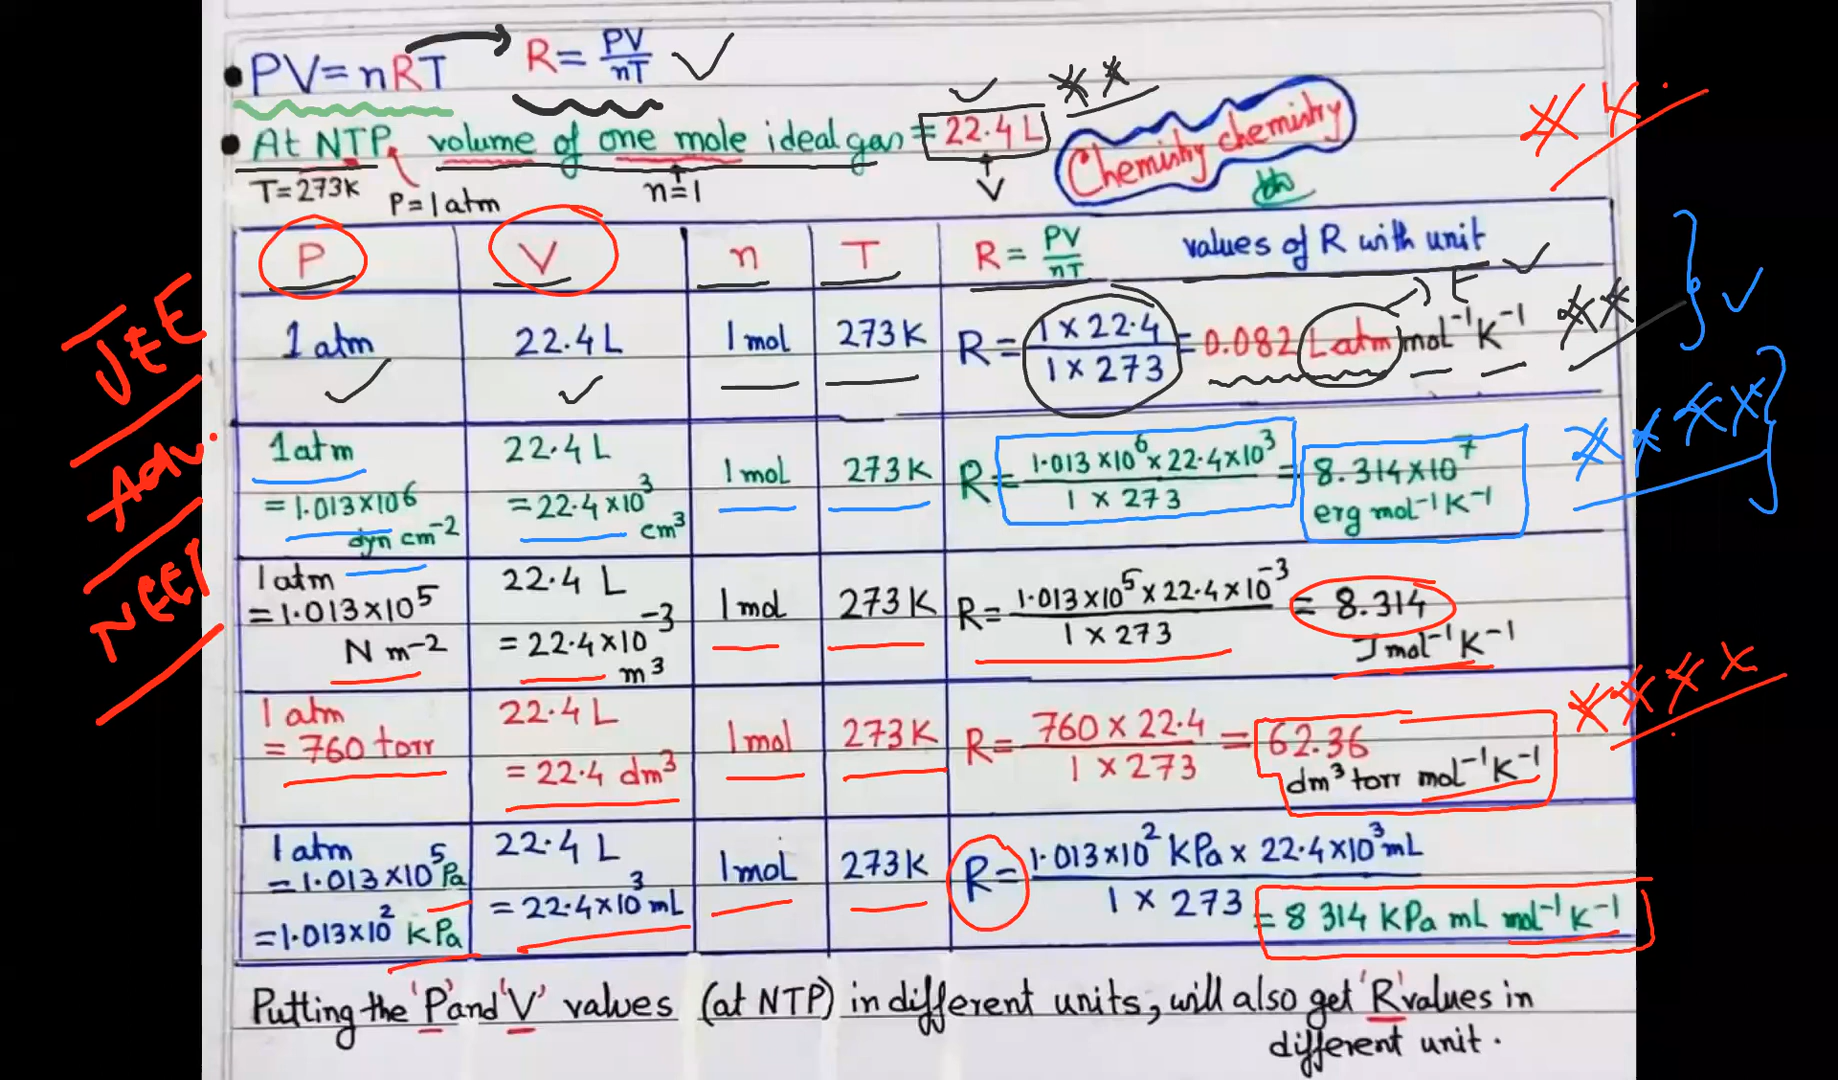 PV = nRT → R = PV/nT ✓
At NTP, volume of one mole ideal gas = 22.4 L
T=273K P=1atm n=1 V
Chemistry chemistry
P V n T R = PV/nT values of R with unit
1 atm 22.4 L 1 mol 273 K R = 1 x 22.4 / 1 x 273 = 0.082 L atm mol⁻¹ K⁻¹
E
JEE
Adv.
NEET
1 atm = 1.013 x 10⁶ dyn cm⁻² 22.4 L = 22.4 x 10³ cm³ 1 mol 273 K R = 1.013 x 10⁶ x 22.4 x 10³ / 1 x 273 = 8.314 x 10⁷ erg mol⁻¹ K⁻¹
1 atm = 1.013 x 10⁵ N m⁻² 22.4 L = 22.4 x 10⁻³ m³ 1 mol 273 K R = 1.013 x 10⁵ x 22.4 x 10⁻³ / 1 x 273 = 8.314 J mol⁻¹ K⁻¹
1 atm = 760 torr 22.4 L = 22.4 dm³ 1 mol 273 K R = 760 x 22.4 / 1 x 273 = 62.36 dm³ torr mol⁻¹ K⁻¹
1 atm = 1.013 x 10⁵ Pa = 1.013 x 10² kPa 22.4 L = 22.4 x 10³ mL 1 mol 273 K R = 1.013 x 10² KPa x 22.4 x 10³ mL / 1 x 273 = 8 314 KPa mL mol⁻¹ K⁻¹
Putting the 'P' and 'V' values (at NTP) in different units, will also get 'R' values in
different unit.